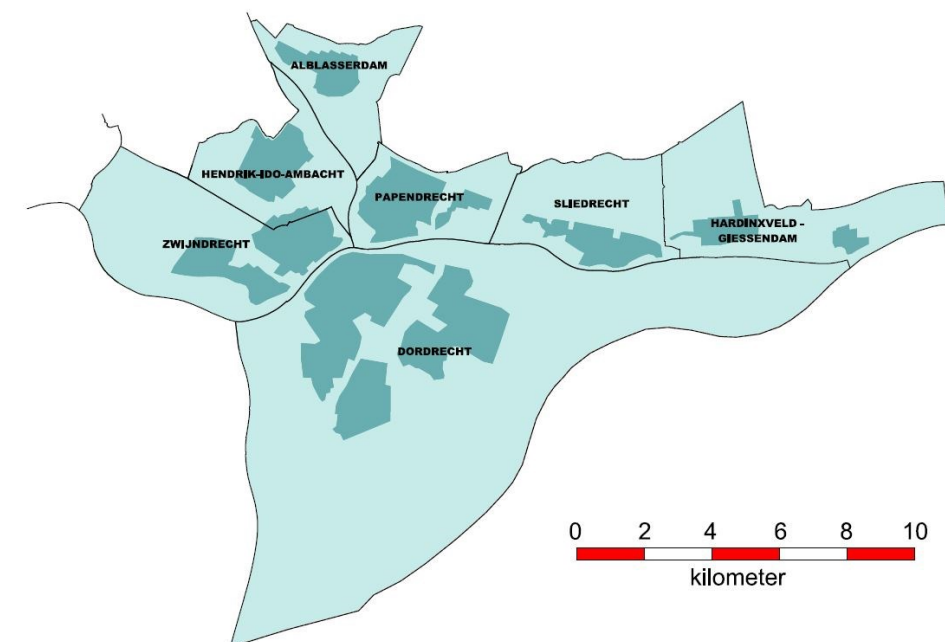 ALBLASSERDAM
HENDRIK-IDO-AMBACHT
PAPENDRECHT
SLIEDRECHT
HARDINXVELD -
GIESSENDAM
ZWIJNDRECHT
DORDRECHT
0 2 4 6 8 10
kilometer